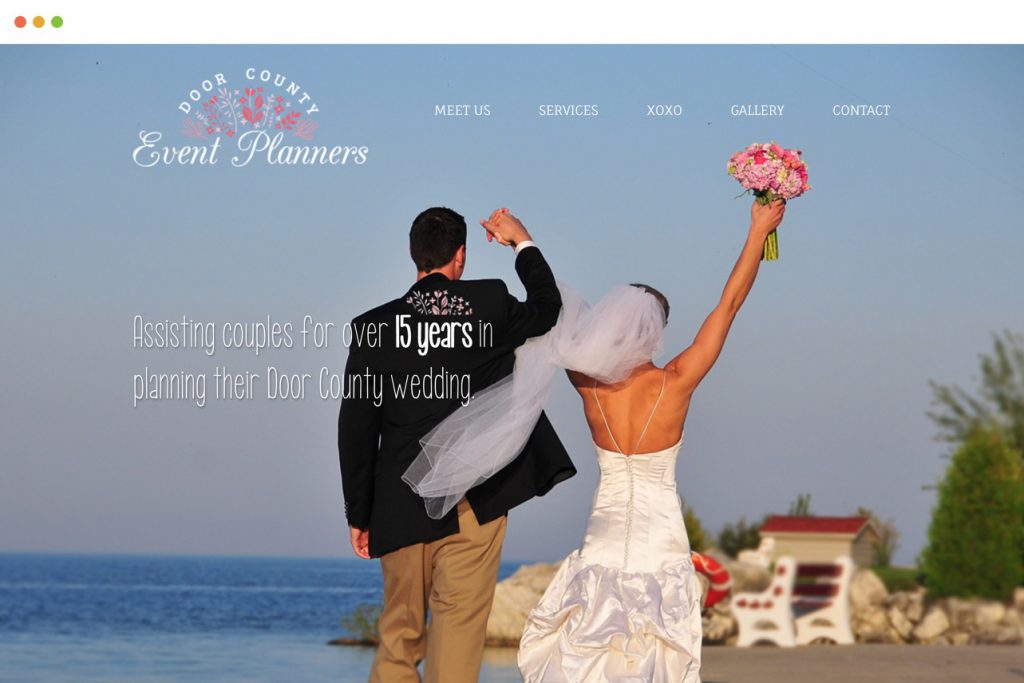 DOOR COUNTY
Event Planners
MEET US SERVICES XOXO GALLERY CONTACT
Assisting couples for over 15 years in
planning their Door County wedding.